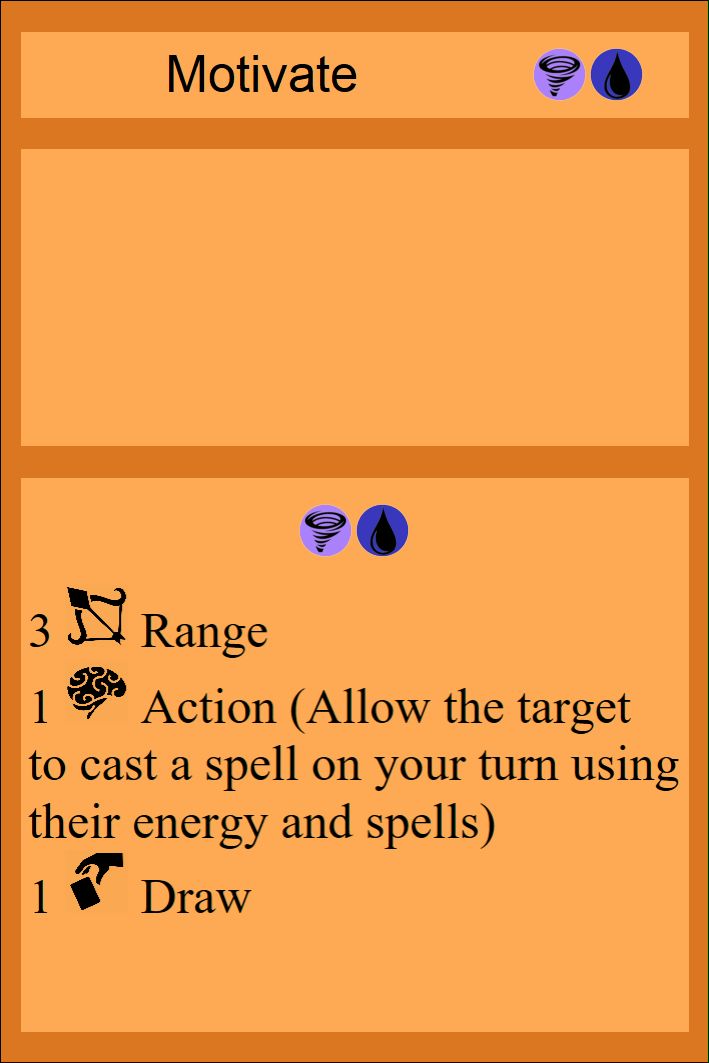 Motivate
3 Range
1 Action (Allow the target
to cast a spell on your turn using
their energy and spells)
1 Draw